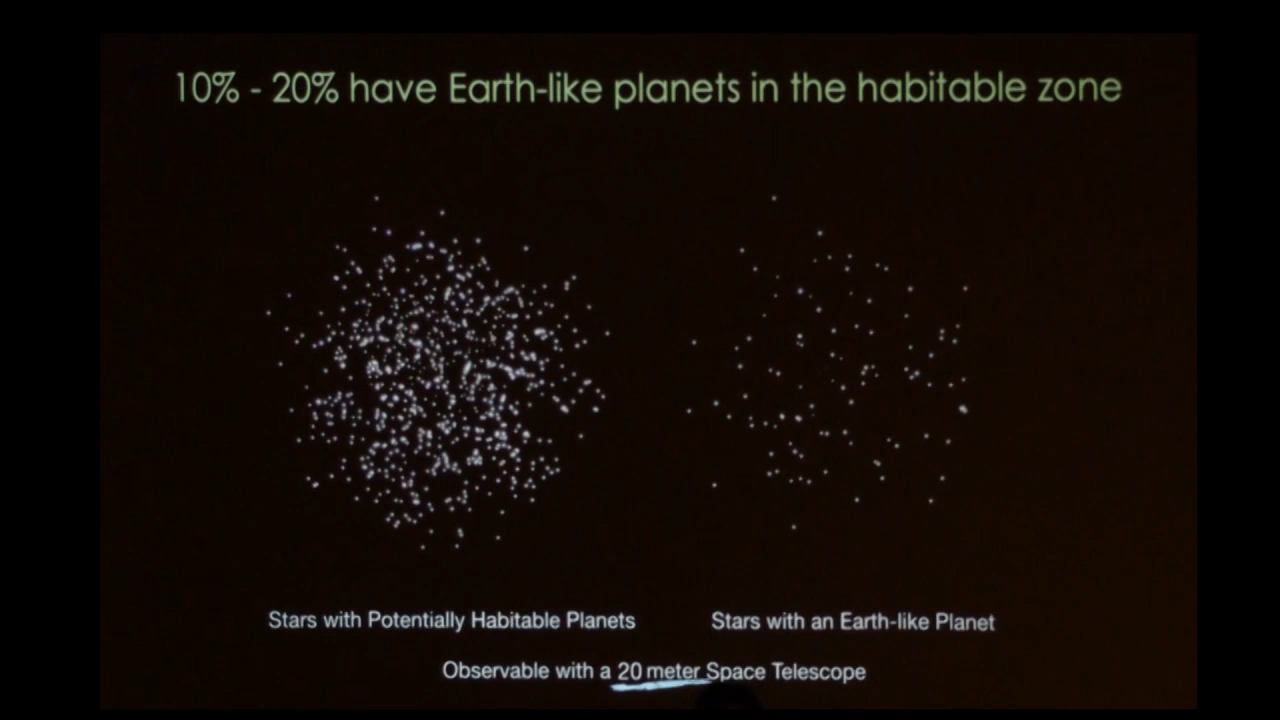 10% - 20% have Earth-like planets in the habitable zone
Stars with Potentially Habitable Planets
Stars with an Earth-like Planet
Observable with a 20 meter Space Telescope